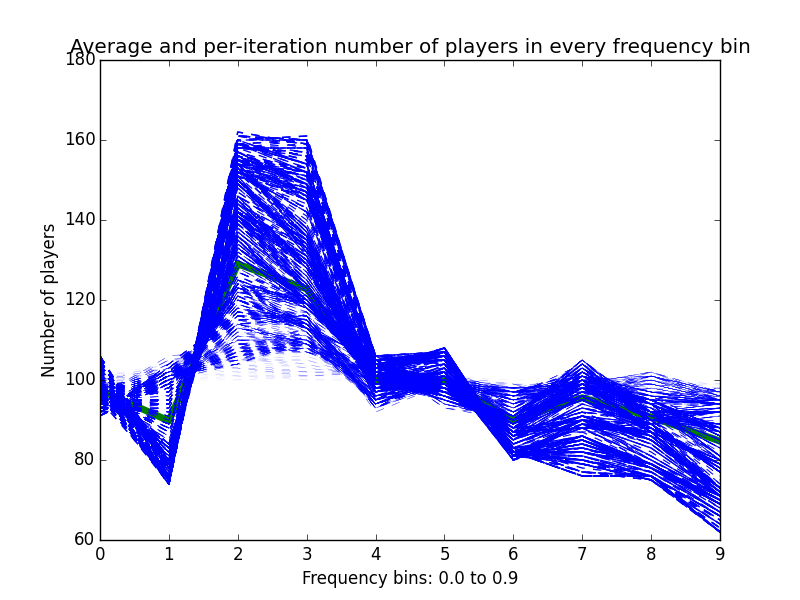 Average and per-iteration number of players in every frequency bin
180
160
140
120
100
80
60
Number of players
0 1 2 3 4 5 6 7 8 9
Frequency bins: 0.0 to 0.9